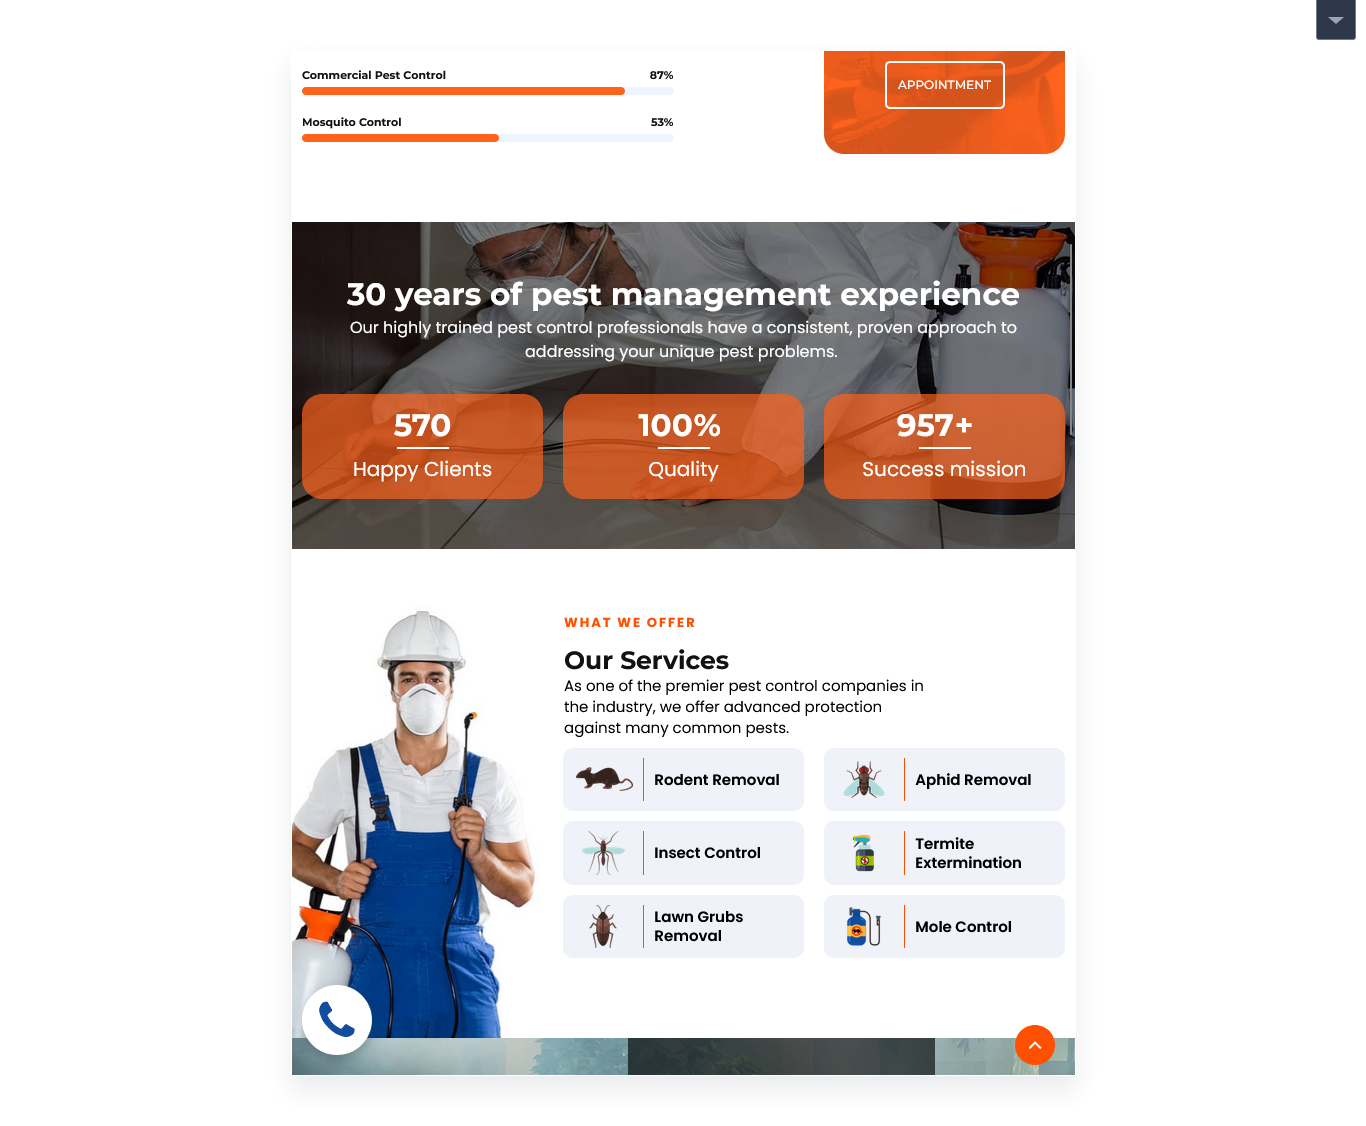 Commercial Pest Control 87%
Mosquito Control 53%
APPOINTMENT
30 years of pest management experience
Our highly trained pest control professionals have a consistent, proven approach to
addressing your unique pest problems.
570
Happy Clients
100%
Quality
957+
Success mission
WHAT WE OFFER
Our Services
As one of the premier pest control companies in
the industry, we offer advanced protection
against many common pests.
Rodent Removal
Aphid Removal
Insect Control
Termite
Extermination
Lawn Grubs
Removal
Mole Control